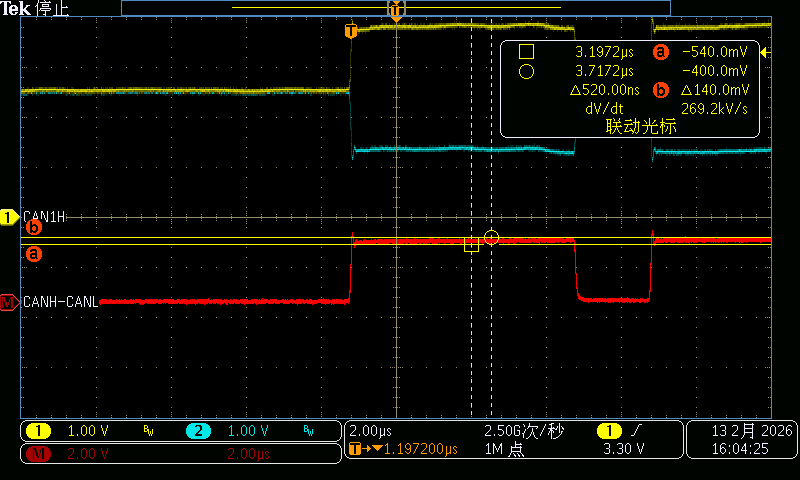 Tek 停止
T
T
3.1972µs
a
-540.0mV
3.7172µs
-400.0mV
△520.00ns
b
△140.0mV
dV/dt
269.2kV/s
联动光标
1
CAN1H
b
a
M
CANH-CANL
1 1.00 V BW 2 1.00 V BW
2.00µs 2.50G次/秒 1
T→▼1.197200µs 1M 点 3.30 V
M 2.00 V 2.00µs
13 2月 2026
16:04:25